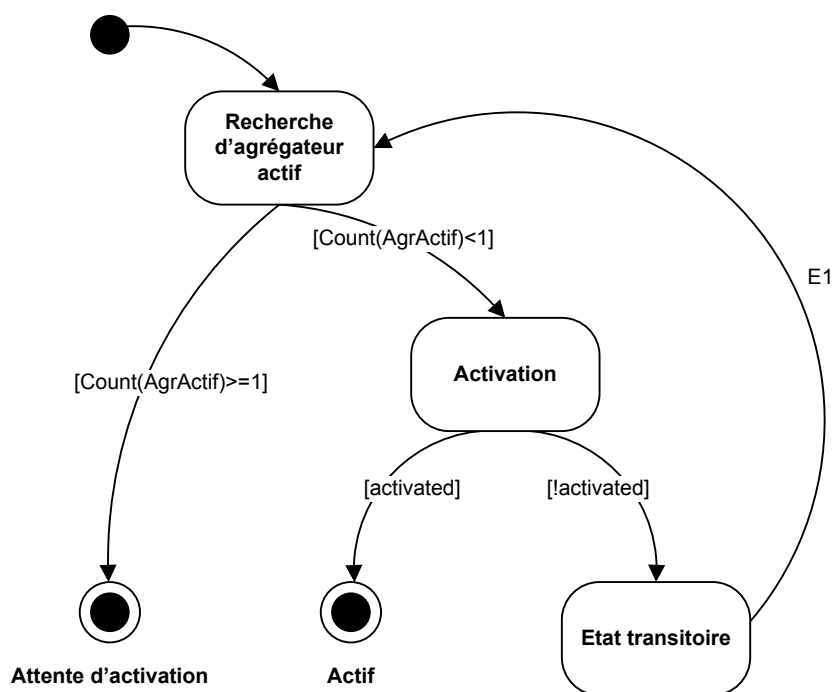 Recherche
d’agrégateur
actif
[Count(AgrActif)<1]
E1
Activation
[Count(AgrActif)>=1]
[activated]
[!activated]
Etat transitoire
Attente d’activation
Actif